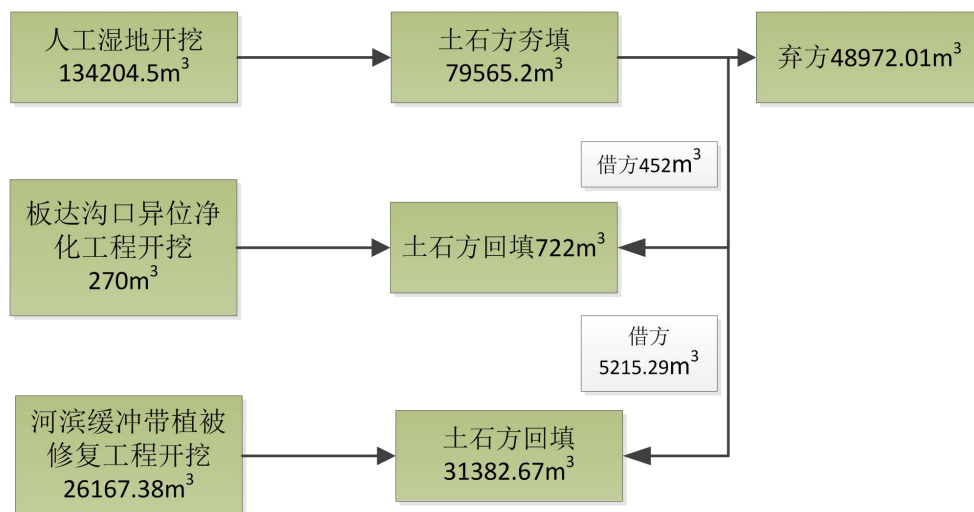 人工湿地开挖
134204.5m³
土石方夯填
79565.2m³
弃方48972.01m³
借方452m³
板达沟口异位净
化工程开挖
270m³
土石方回填722m³
借方
5215.29m³
河滨缓冲带植被
修复工程开挖
26167.38m³
土石方回填
31382.67m³